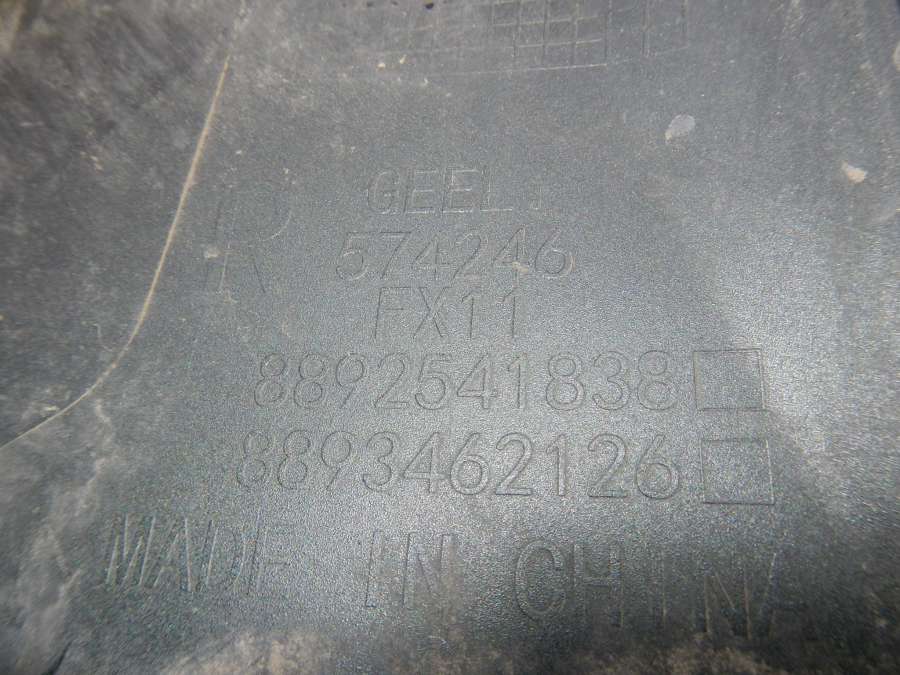 R
GEELY
574246
FX11
8892541838
8893462126
MADE IN CHINA